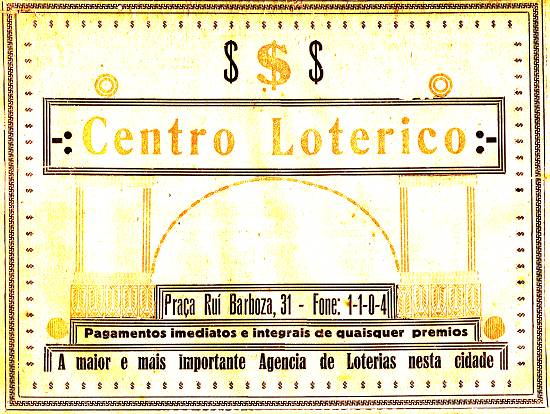 $ $ $
-:Centro Loterico:-
Praça Ruí Barboza, 31 - Fone: 1-1-0-4
Pagamentos imediatos e integrais de quaisquer premios
A maior e mais importante Agencia de Loterias nesta cidade